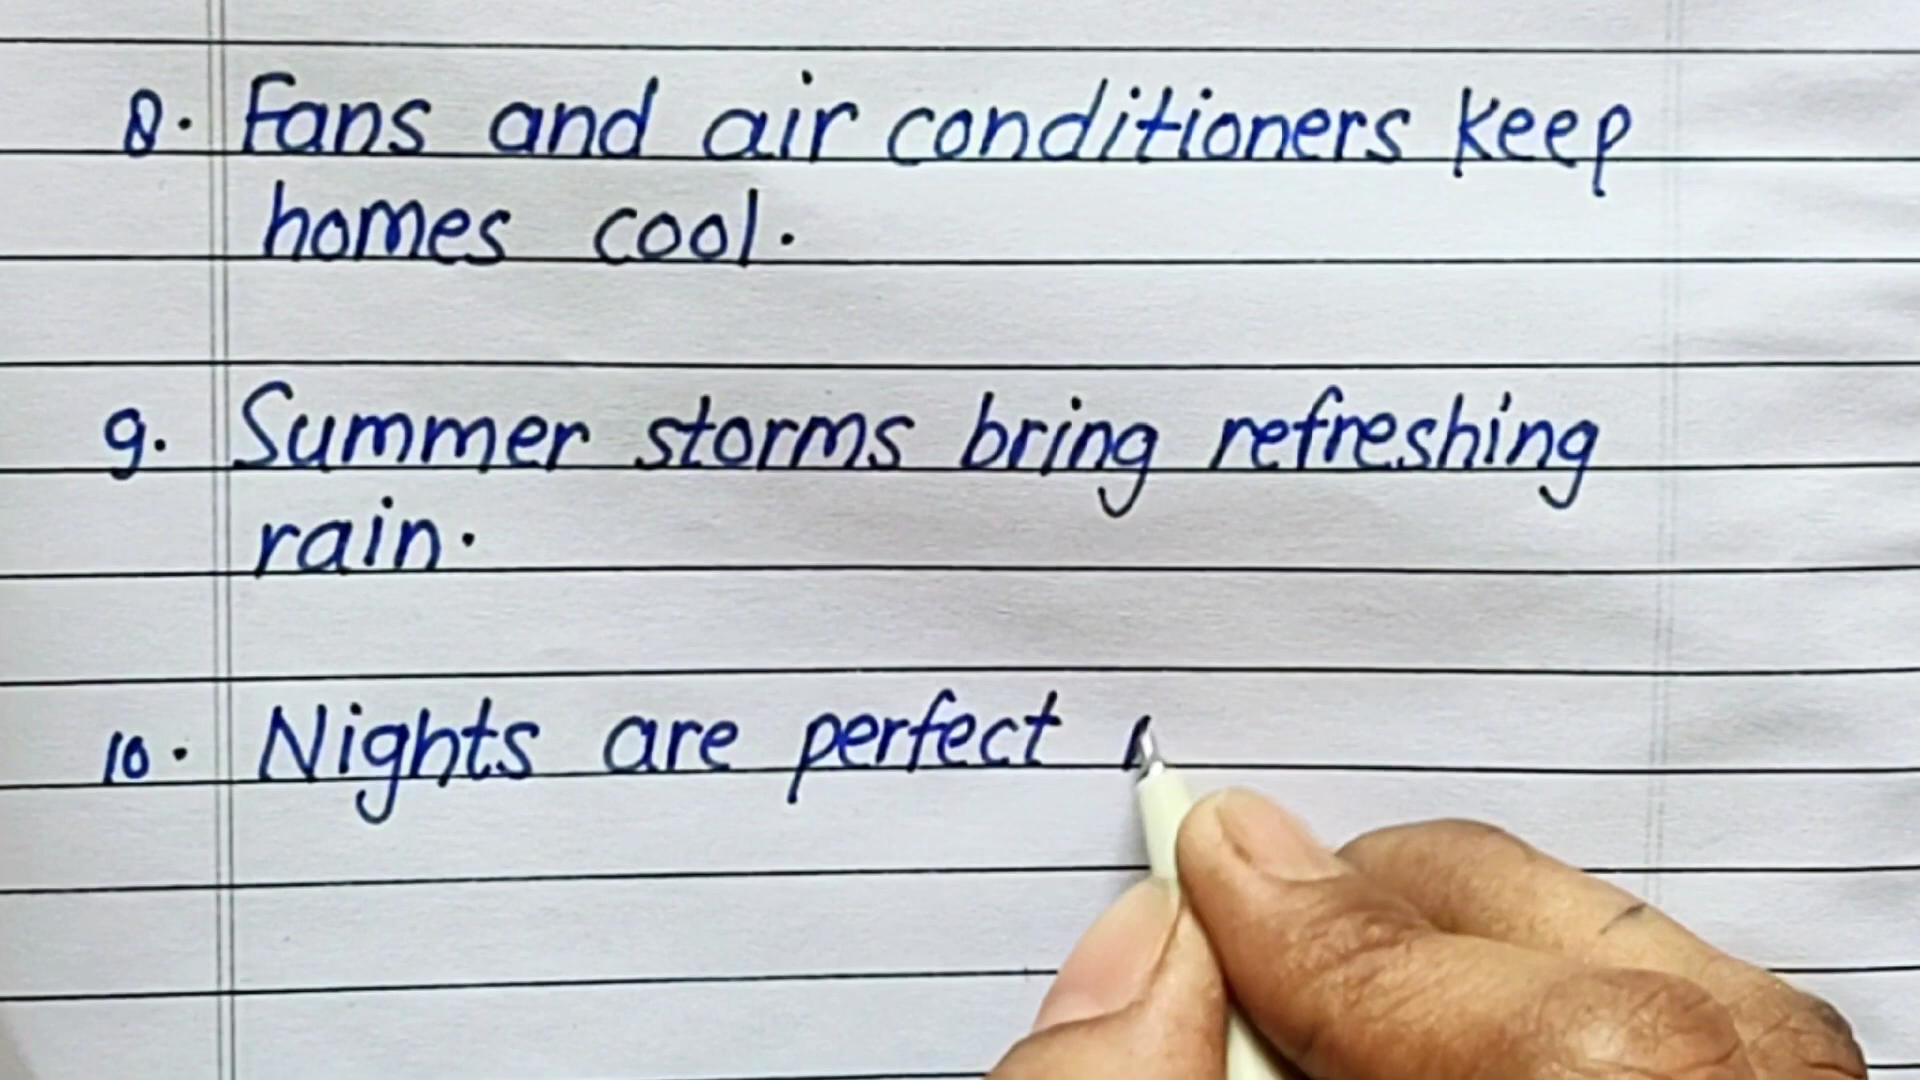 8. Fans and air conditioners keep
homes cool.
9. Summer storms bring refreshing
rain.
10. Nights are perfect